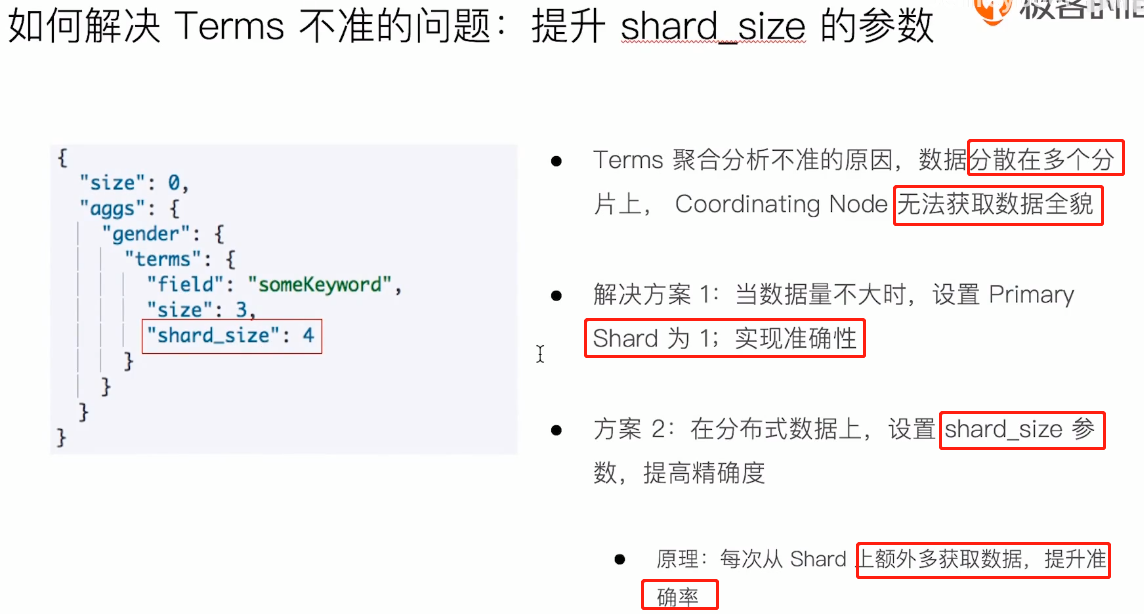 如何解决 Terms 不准的问题：提升 shard_size 的参数
极客时间
{
"size": 0,
"aggs": {
"gender": {
"terms": {
"field": "someKeyword",
"size": 3,
"shard_size": 4
}
}
}
}
● Terms 聚合分析不准的原因，数据分散在多个分
片上， Coordinating Node 无法获取数据全貌
● 解决方案 1：当数据量不大时，设置 Primary
Shard 为 1；实现准确性
● 方案 2：在分布式数据上，设置 shard_size 参
数，提高精确度
● 原理：每次从 Shard 上额外多获取数据，提升准
确率